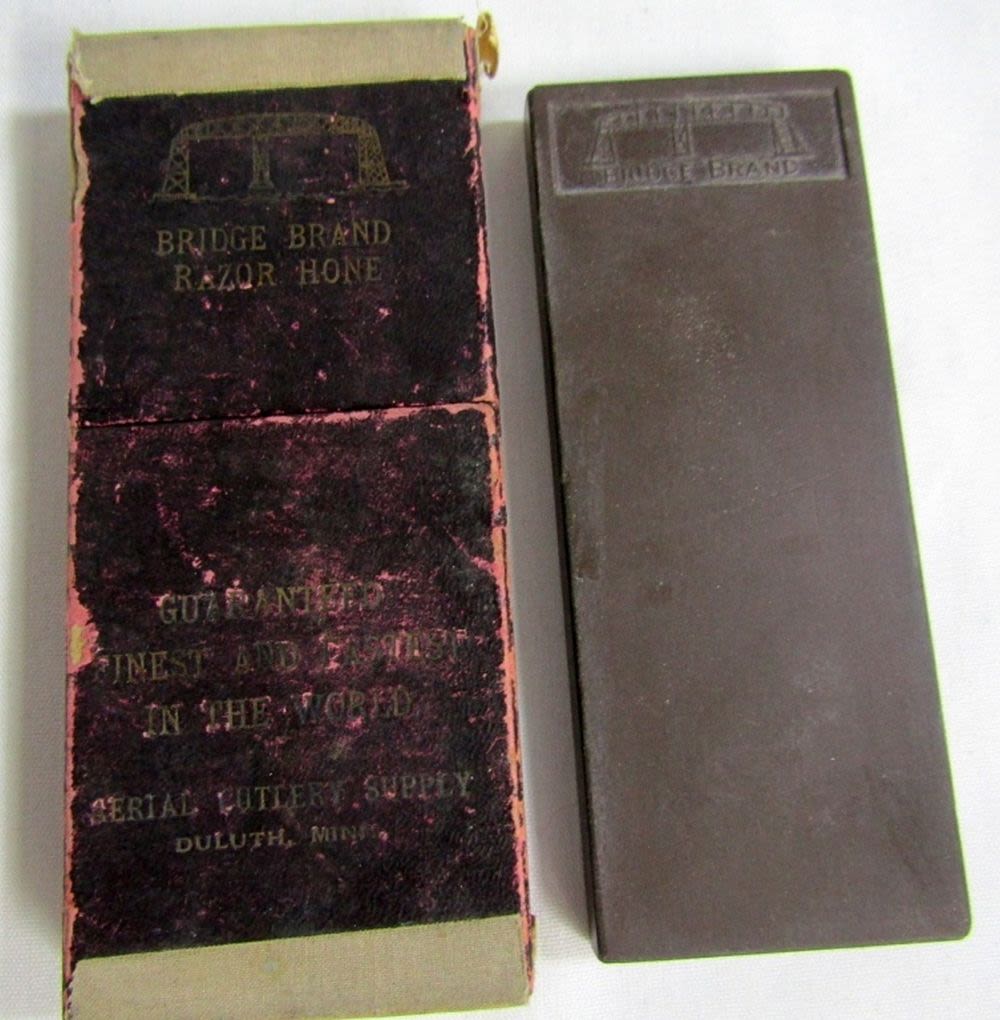 BRIDGE BRAND
RAZOR HONE
GUARANTEED
FINEST AND FASTEST
IN THE WORLD
AERIAL CUTLERY SUPPLY
DULUTH, MINN.
BRIDGE BRAND